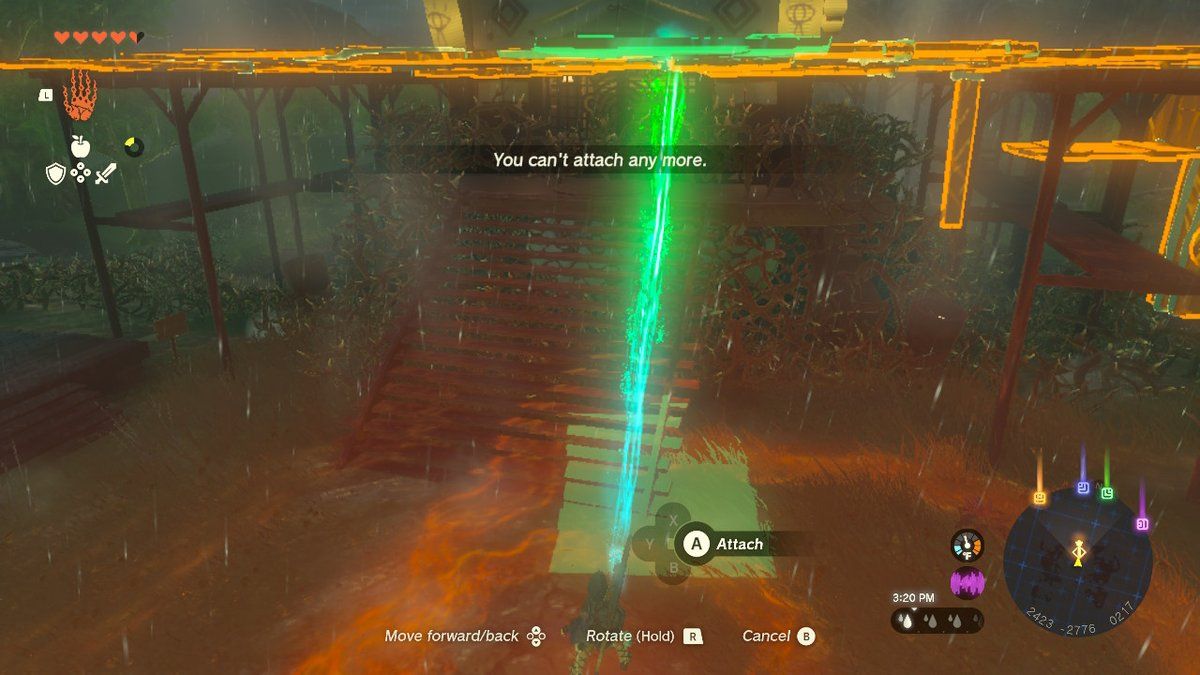 L
You can't attach any more.
X
Y
A Attach
B
°F
3:20 PM
N
2423 -2776 0217
Move forward/back
Rotate (Hold) R
Cancel B